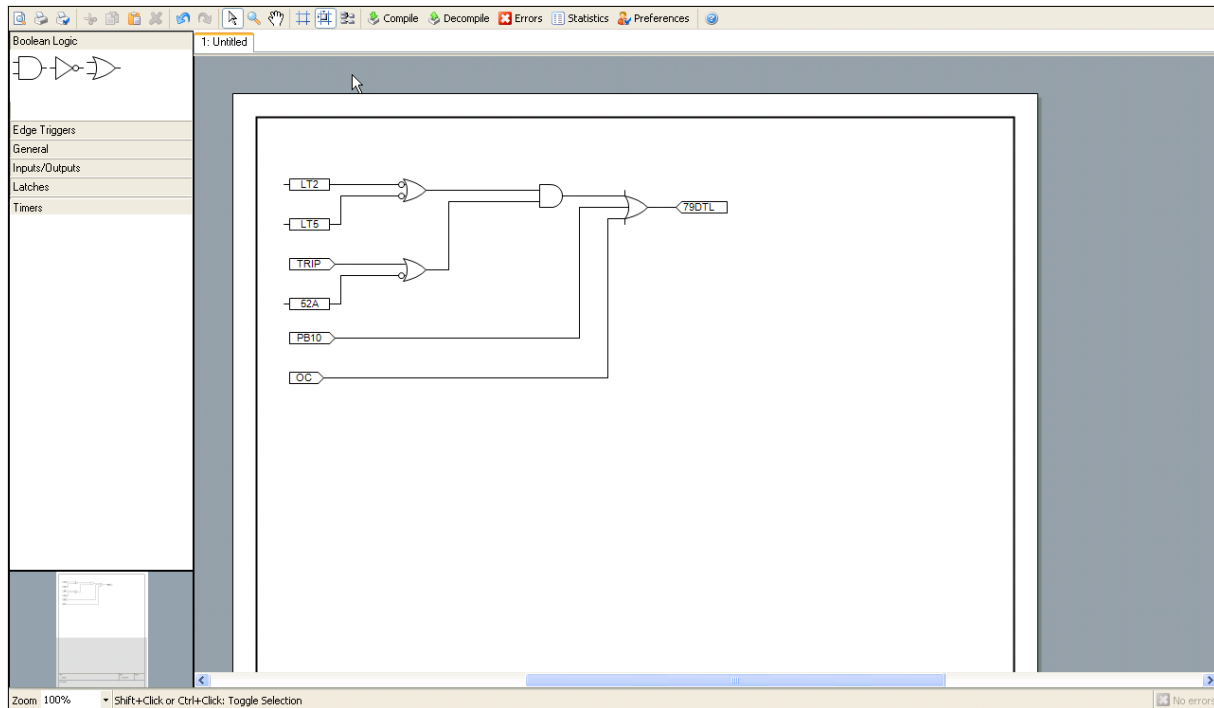 Compile Decompile Errors Statistics Preferences
Boolean Logic
1: Untitled
Edge Triggers
General
Inputs/Outputs
Latches
Timers
LT2
LT5
TRIP
52A
PB10
OC
79DTL
Zoom 100% Shift+Click or Ctrl+Click: Toggle Selection No errors